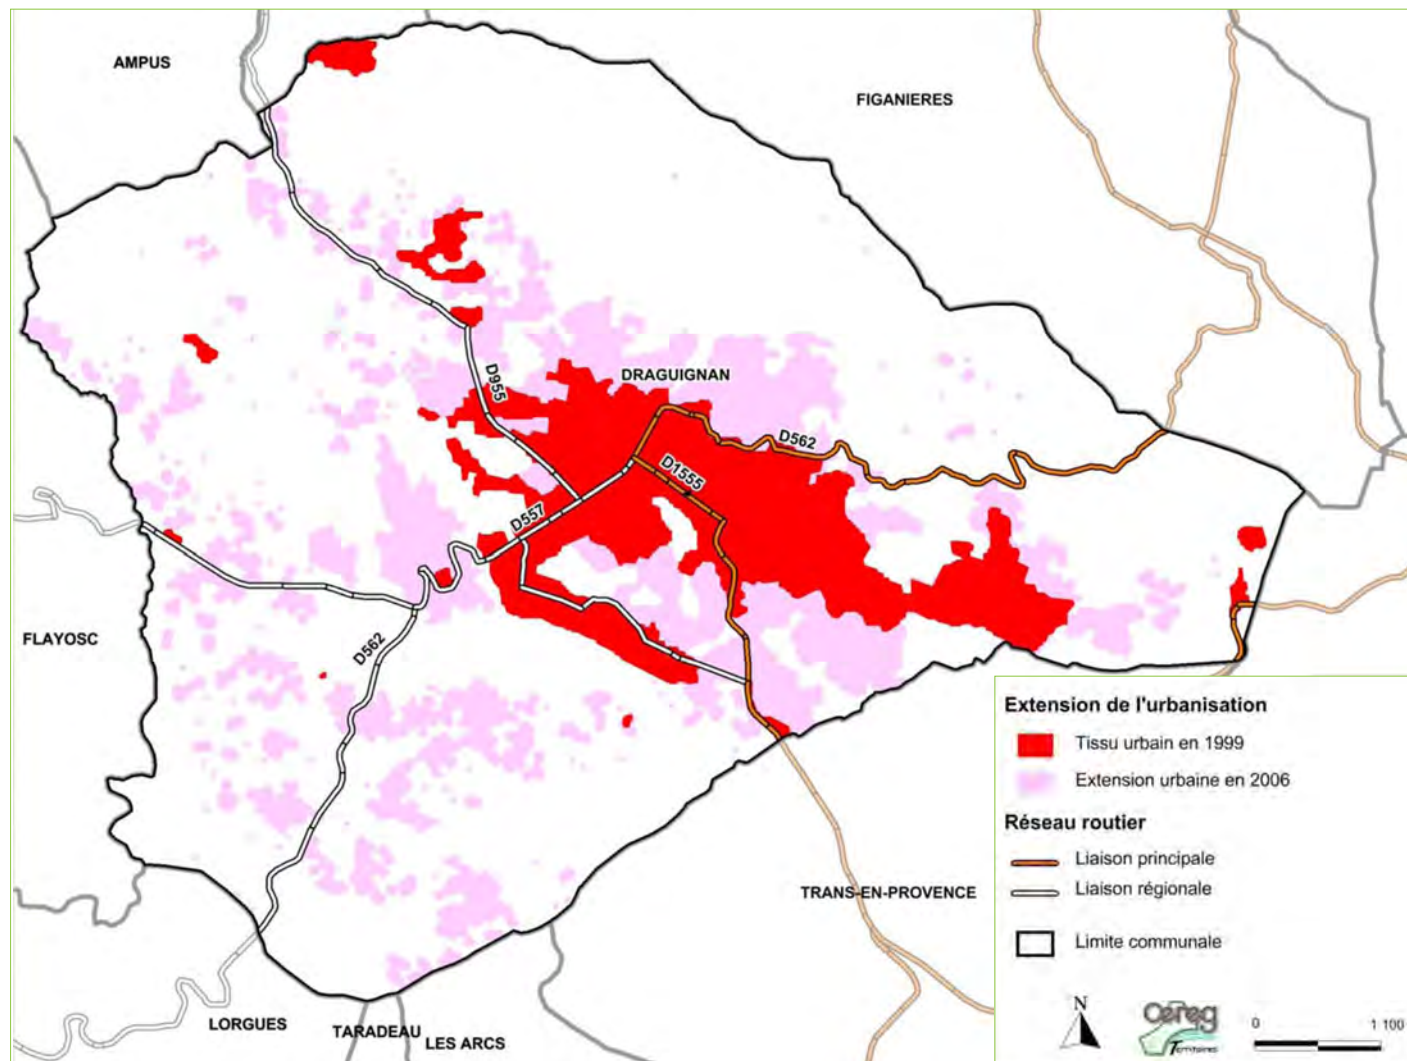 AMPUS
FIGANIERES
DRAGUIGNAN
D955
D562
D1555
D557
FLAYOSC
D562
TRANS-EN-PROVENCE
LORGUES
TARADEAU
LES ARCS
Extension de l'urbanisation
Tissu urbain en 1999
Extension urbaine en 2006
Réseau routier
Liaison principale
Liaison régionale
Limite communale
N
cereg
Territoires
0 1 100